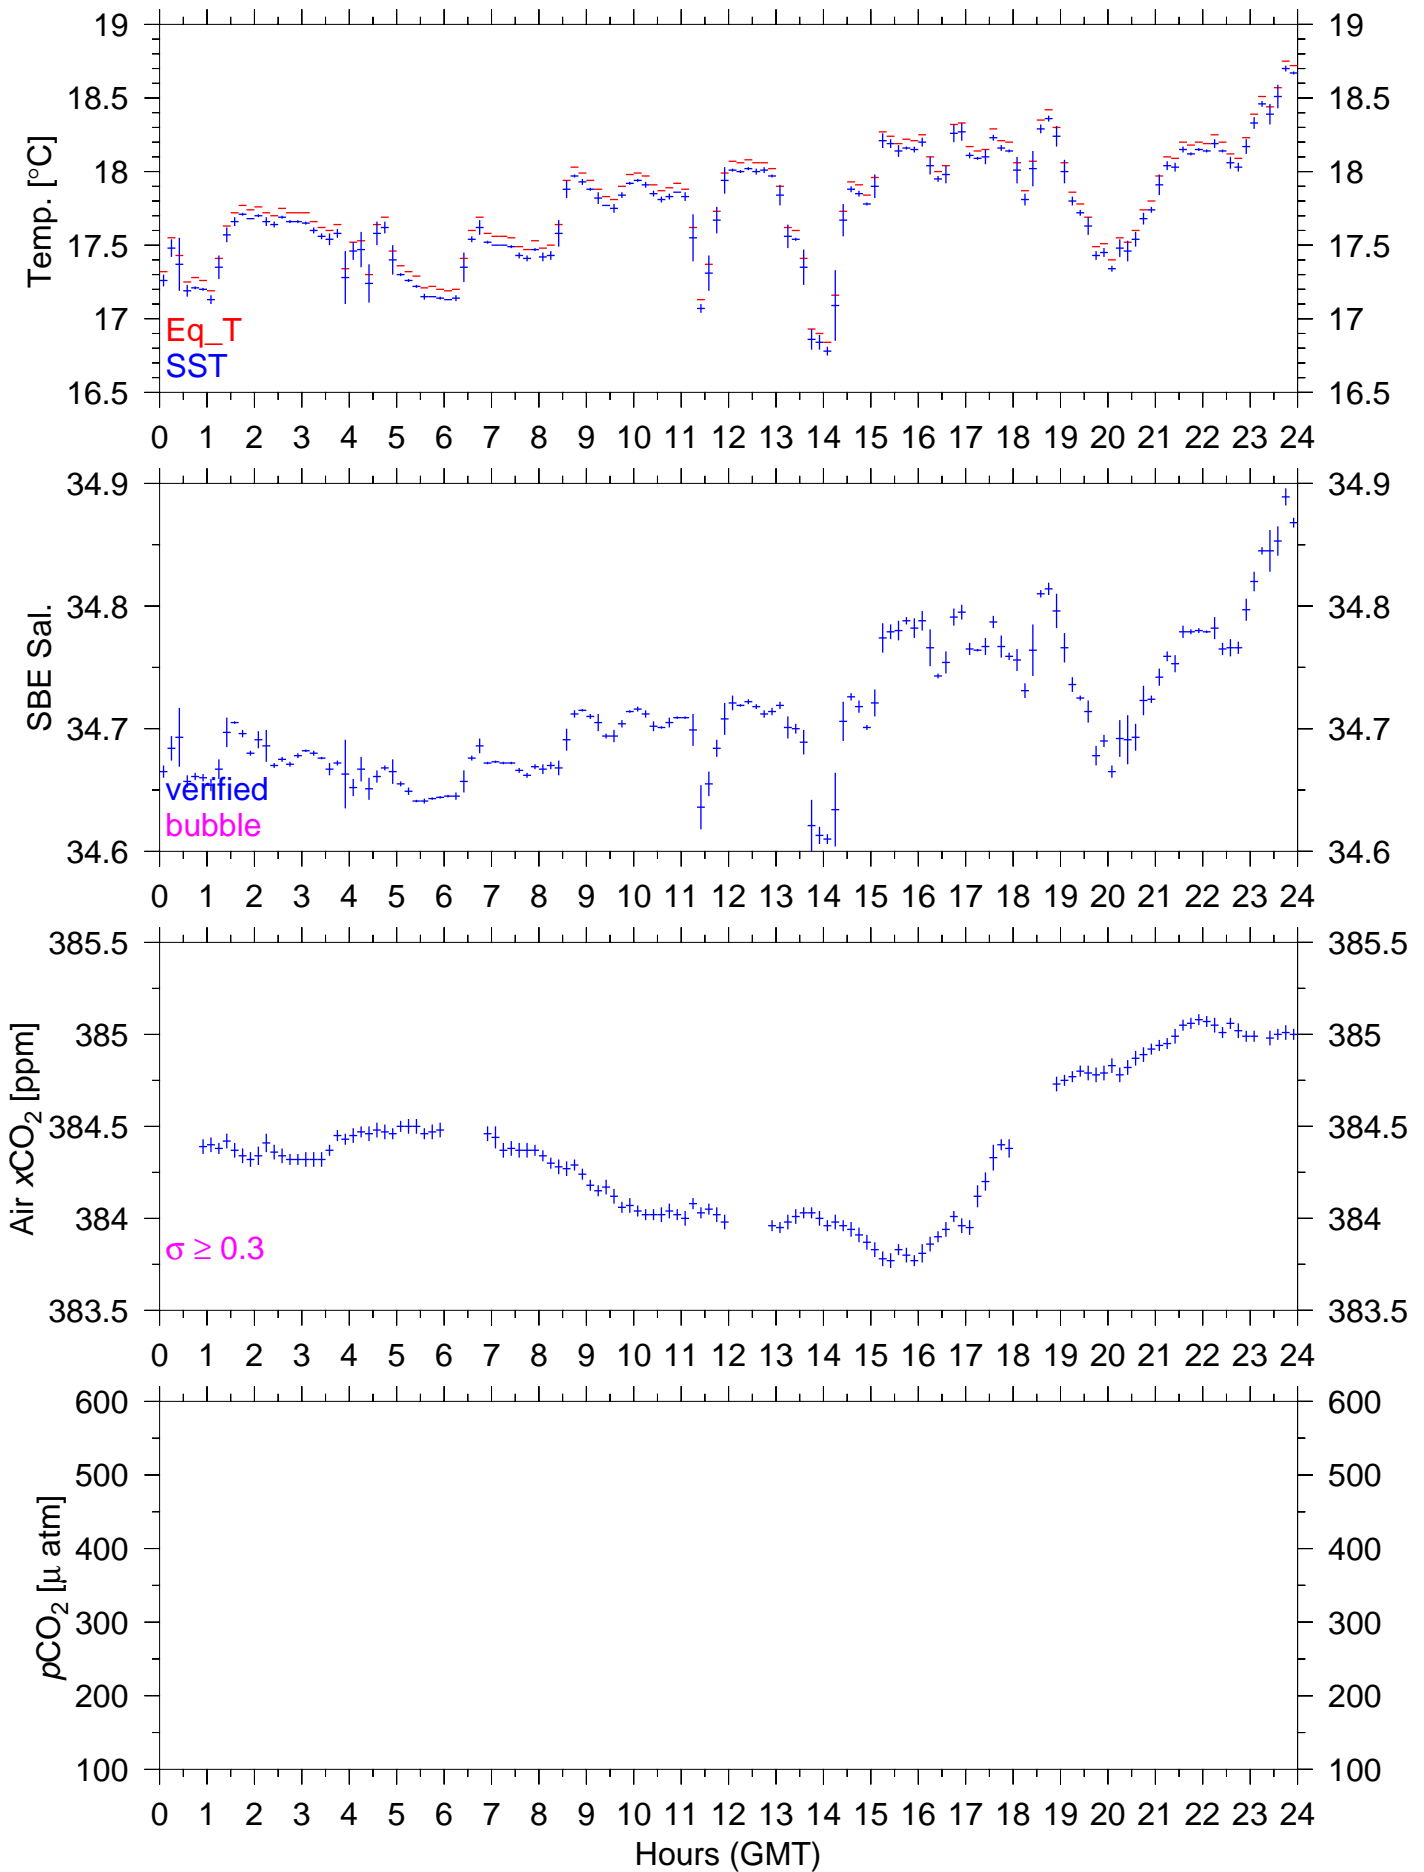 19 19
18.5 18.5
18 18
17.5 17.5
17 17
16.5 16.5
Temp. [°C]
Eq_T
SST
0 1 2 3 4 5 6 7 8 9 10 11 12 13 14 15 16 17 18 19 20 21 22 23 24
34.9 34.9
34.8 34.8
34.7 34.7
34.6 34.6
SBE Sal.
verified
bubble
0 1 2 3 4 5 6 7 8 9 10 11 12 13 14 15 16 17 18 19 20 21 22 23 24
385.5 385.5
385 385
384.5 384.5
384 384
383.5 383.5
Air xCO₂ [ppm]
σ ≥ 0.3
0 1 2 3 4 5 6 7 8 9 10 11 12 13 14 15 16 17 18 19 20 21 22 23 24
600 600
500 500
400 400
300 300
200 200
100 100
pCO₂ [μ atm]
0 1 2 3 4 5 6 7 8 9 10 11 12 13 14 15 16 17 18 19 20 21 22 23 24
Hours (GMT)